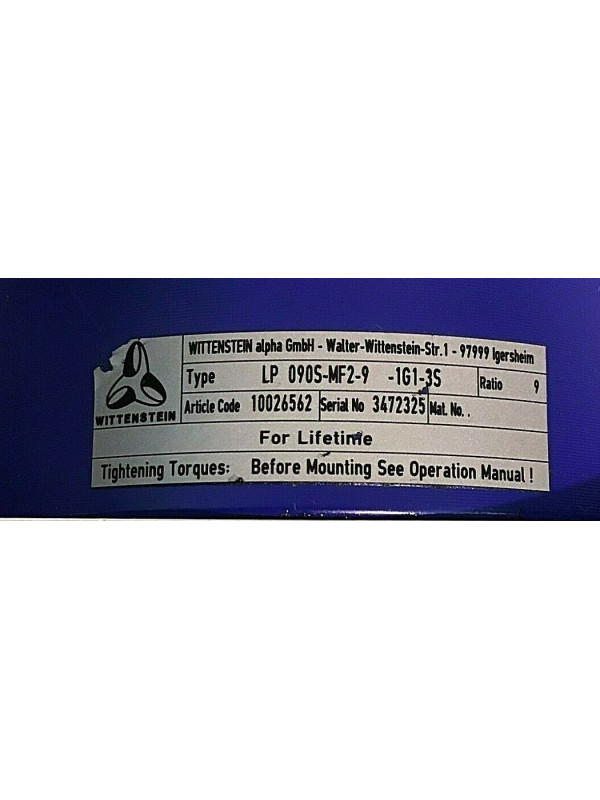 WITTENSTEIN
WITTENSTEIN alpha GmbH - Walter-Wittenstein-Str.1 - 97999 Igersheim
Type LP 090S-MF2-9 -1G1-3S Ratio 9
Article Code 10026562 Serial No 3472325 Mat. No. .
For Lifetime
Tightening Torques: Before Mounting See Operation Manual !